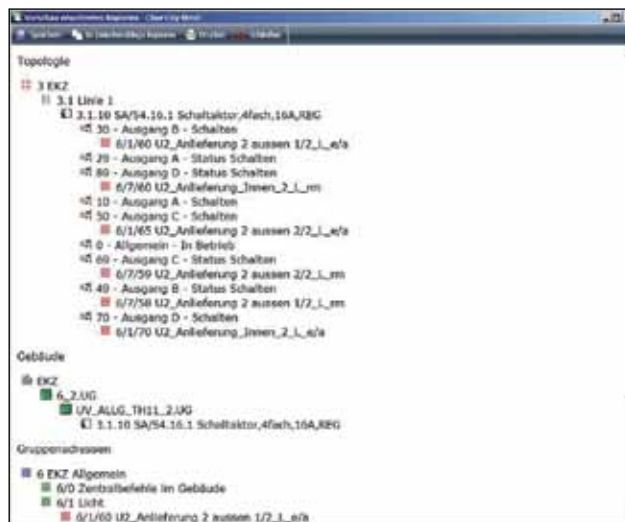 Speichern In Zwischenablage kopieren Drucken Schließen
Topologie
3 EKZ
3.1 Linie 1
3.1.10 SA/S4.16.1 Schaltaktor,4fach,16A,REG
30 - Ausgang B - Schalten
6/1/60 U2_Anlieferung 2 aussen 1/2_L_e/a
20 - Ausgang A - Status Schalten
80 - Ausgang D - Status Schalten
6/7/60 U2_Anlieferung_Innen_2_L_rm
10 - Ausgang A - Schalten
50 - Ausgang C - Schalten
6/1/65 U2_Anlieferung 2 aussen 2/2_L_e/a
0 - Allgemein - In Betrieb
60 - Ausgang C - Status Schalten
6/7/59 U2_Anlieferung 2 aussen 2/2_L_rm
40 - Ausgang B - Status Schalten
6/7/58 U2_Anlieferung 2 aussen 1/2_L_rm
70 - Ausgang D - Schalten
6/1/70 U2_Anlieferung_Innen_2_L_e/a
Gebäude
EKZ
6_2.UG
UV_ALLG_TH11_2.UG
3.1.10 SA/S4.16.1 Schaltaktor,4fach,16A,REG
Gruppenadressen
6 EKZ Allgemein
6/0 Zentralbefehle im Gebäude
6/1 Licht
6/1/60 U2_Anlieferung 2 aussen 1/2_L_e/a